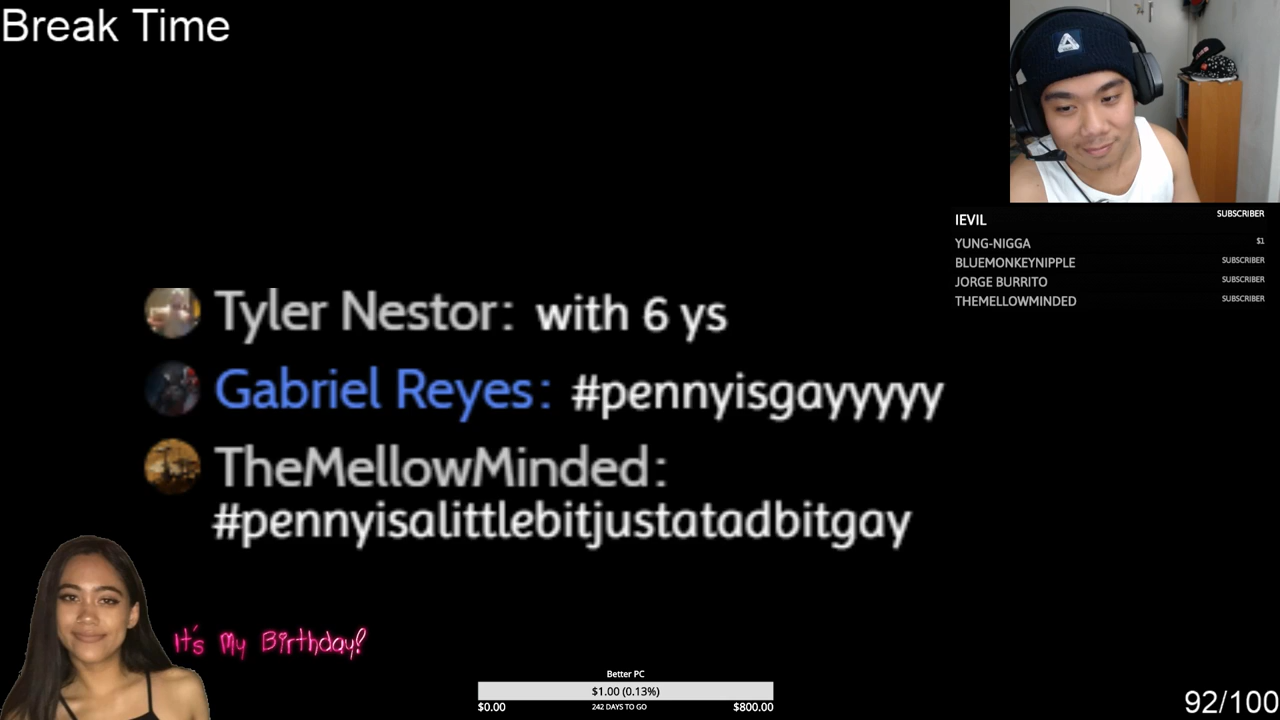 Break Time
IEVIL SUBSCRIBER
YUNG-NIGGA $1
BLUEMONKEYNIPPLE SUBSCRIBER
JORGE BURRITO SUBSCRIBER
THEMELLOWMINDED SUBSCRIBER
Tyler Nestor: with 6 ys
Gabriel Reyes: #pennyisgayyyyy
TheMellowMinded:
#pennyisalittlebitjustatadbitgay
It's My Birthday!
Better PC
$1.00 (0.13%)
$0.00 242 DAYS TO GO $800.00
92/100